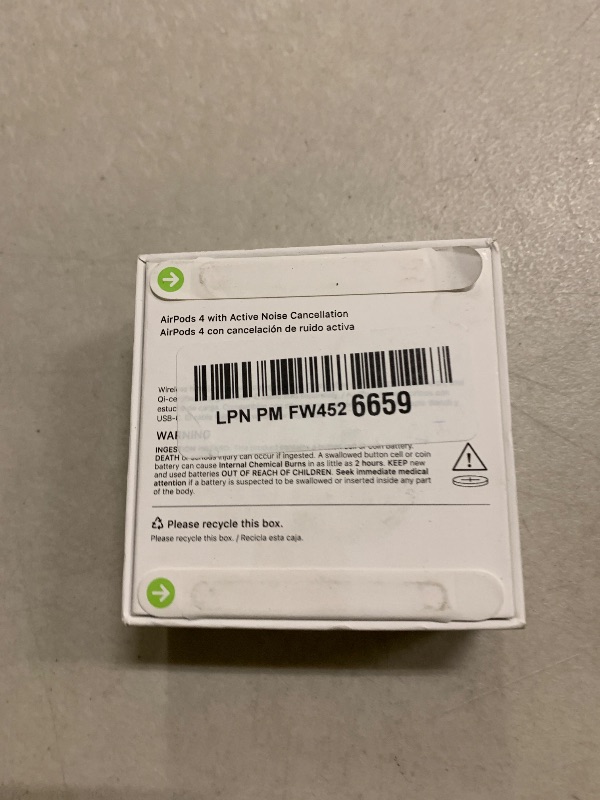 AirPods 4 with Active Noise Cancellation
AirPods 4 con cancelación de ruido activa
LPN PM FW452 6659
WARNING
DEATH injury can occur if ingested. A swallowed button cell or coin
battery can cause Internal Chemical Burns in as little as 2 hours. KEEP new
and used batteries OUT OF REACH OF CHILDREN. Seek immediate medical
attention if a battery is suspected to be swallowed or inserted inside any part
of the body.
Please recycle this box.
Please recycle this box. / Recicla esta caja.